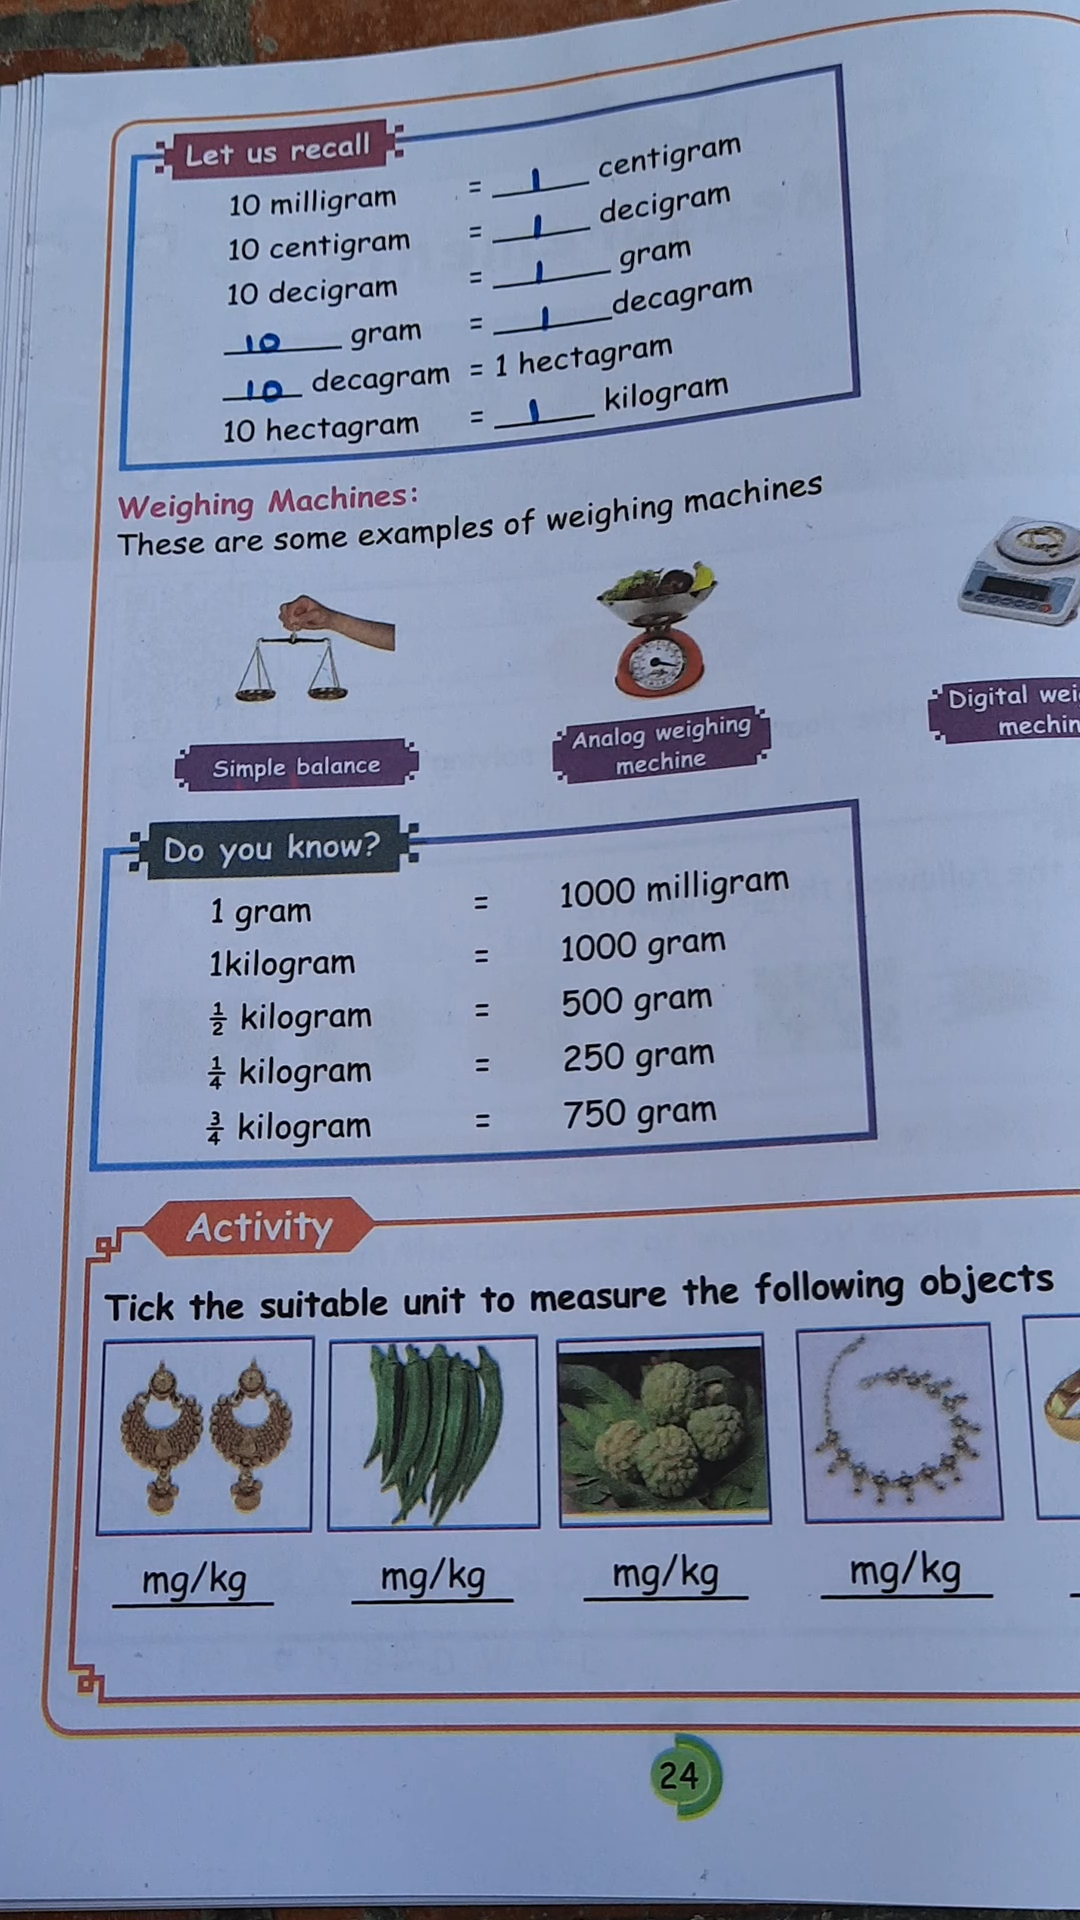 Let us recall
10 milligram = 1 centigram
10 centigram = 1 decigram
10 decigram = 1 gram
10 gram = 1 decagram
10 decagram = 1 hectagram
10 hectagram = 1 kilogram
Weighing Machines:
These are some examples of weighing machines
Simple balance
Analog weighing
mechine
Digital wei
mechin
Do you know?
1 gram = 1000 milligram
1kilogram = 1000 gram
1/2 kilogram = 500 gram
1/4 kilogram = 250 gram
3/4 kilogram = 750 gram
Activity
Tick the suitable unit to measure the following objects
mg/kg mg/kg mg/kg mg/kg
24